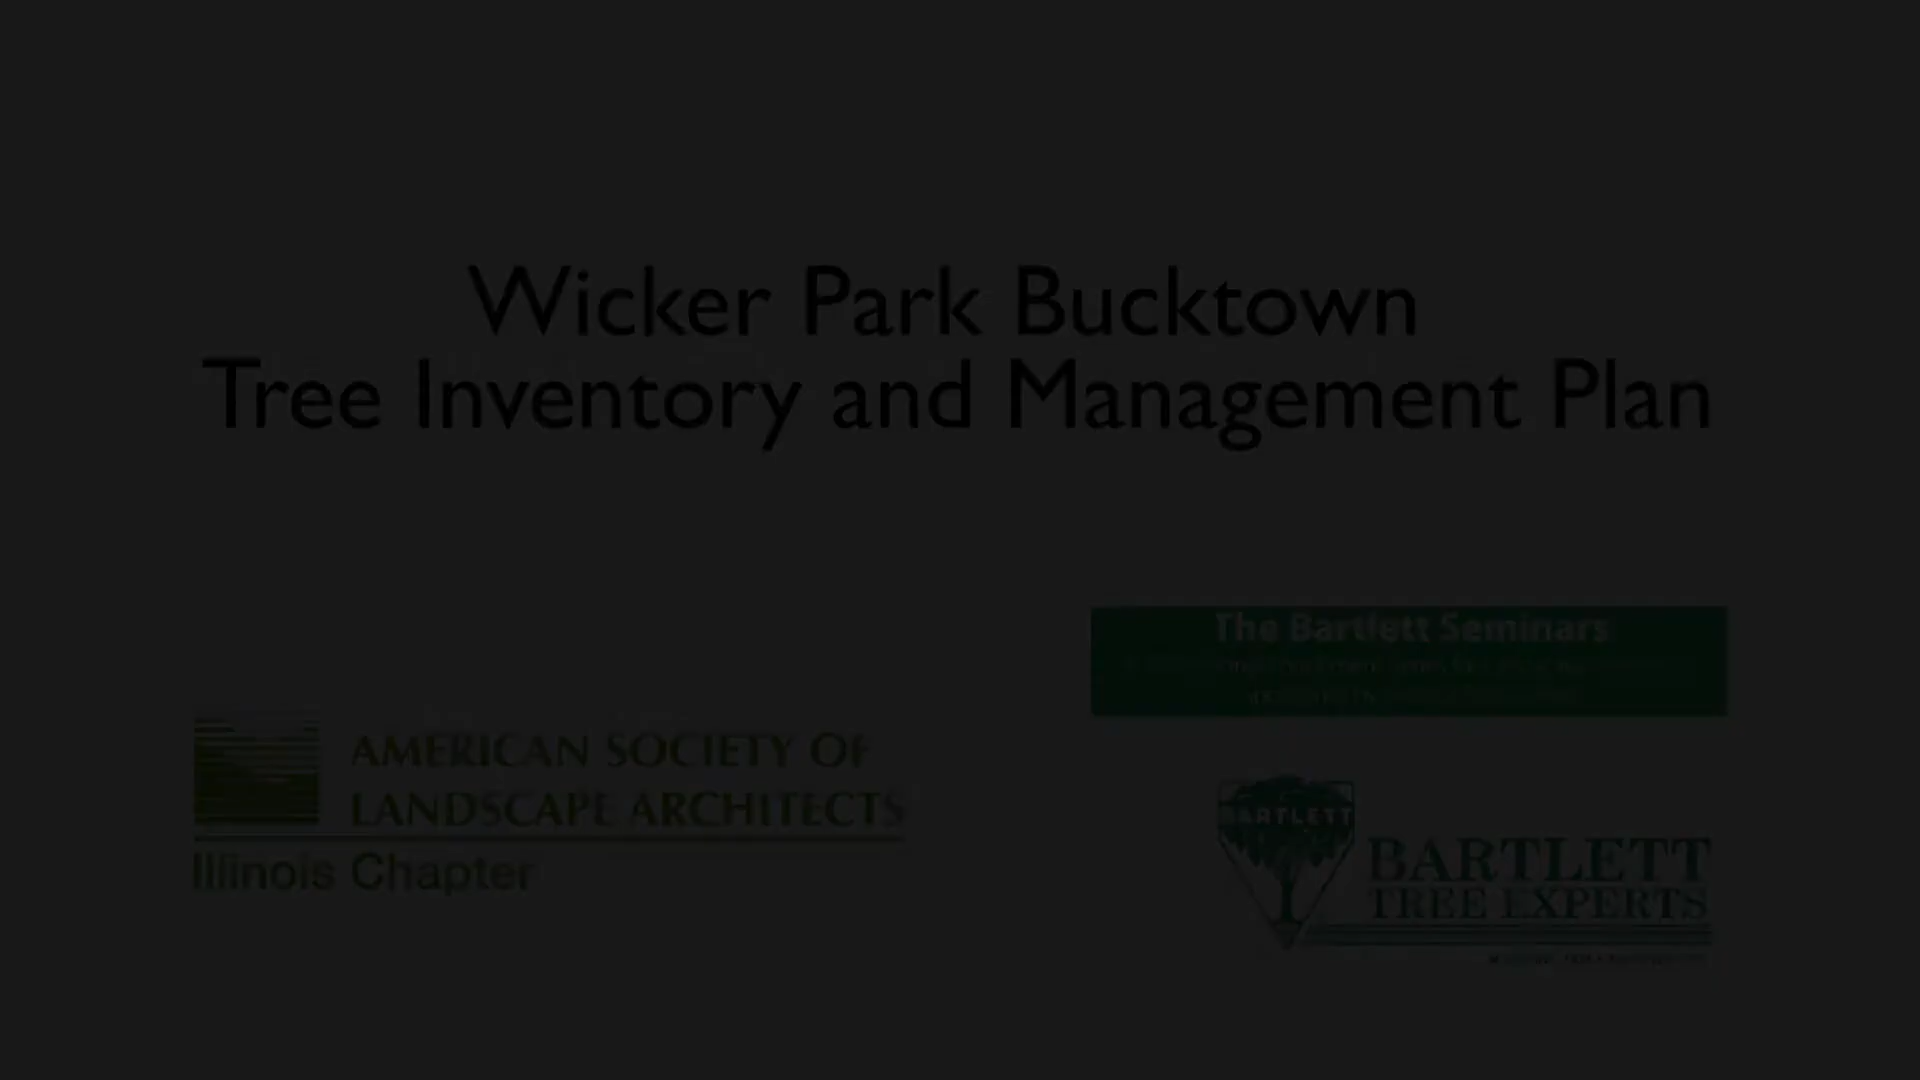 Wicker Park Bucktown
Tree Inventory and Management Plan
The Bartlett Seminars
AMERICAN SOCIETY OF
LANDSCAPE ARCHITECTS
Illinois Chapter
BARTLETT
BARTLETT
TREE EXPERTS